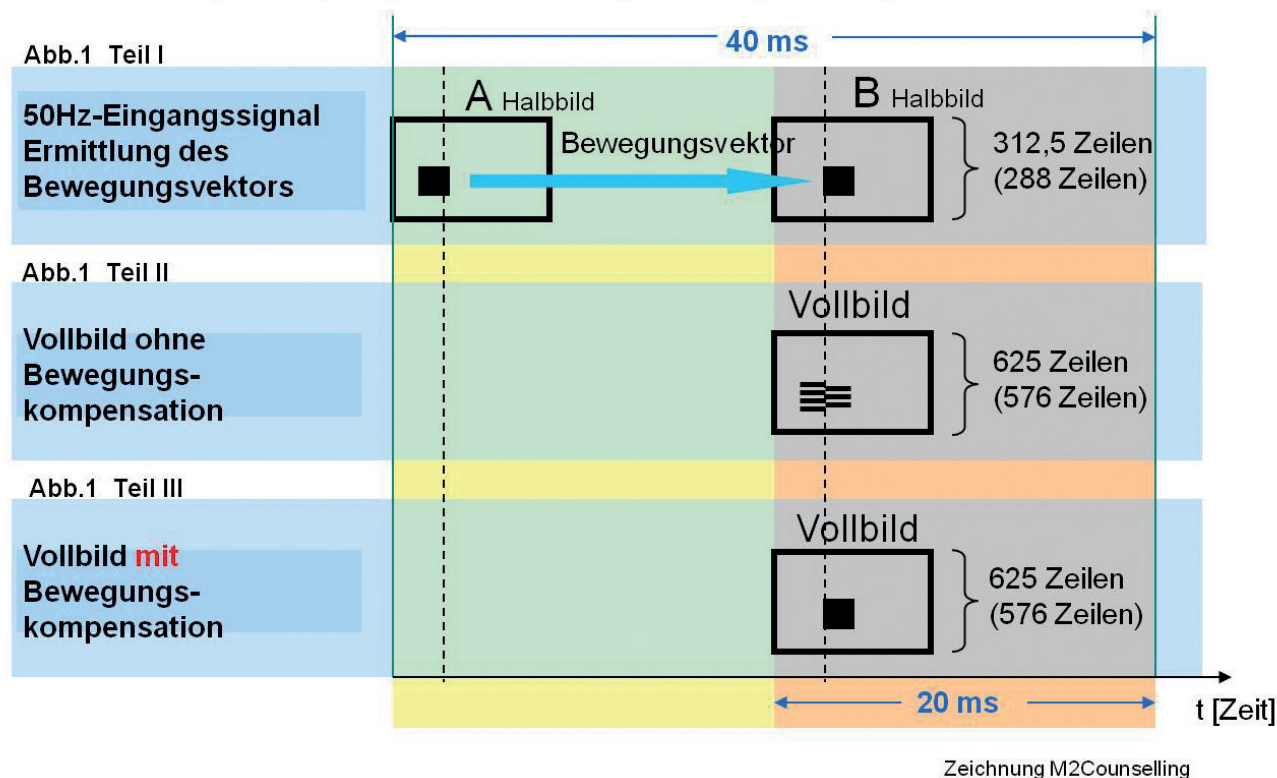 40 ms
Abb.1 Teil I
50Hz-Eingangssignal
Ermittlung des
Bewegungsvektors
A Halbbild
Bewegungsvektor
B Halbbild
312,5 Zeilen
(288 Zeilen)
Abb.1 Teil II
Vollbild ohne
Bewegungs-
kompensation
Vollbild
625 Zeilen
(576 Zeilen)
Abb.1 Teil III
Vollbild mit
Bewegungs-
kompensation
Vollbild
625 Zeilen
(576 Zeilen)
20 ms
t [Zeit]
Zeichnung M2Counselling